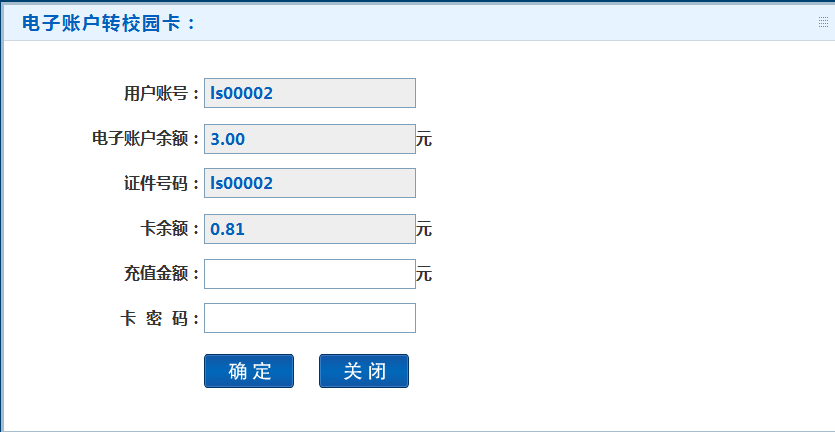 电子账户转校园卡：
用户账号：ls00002
电子账户余额：3.00元
证件号码：ls00002
卡余额：0.81元
充值金额：元
卡 密 码：
确 定 关 闭